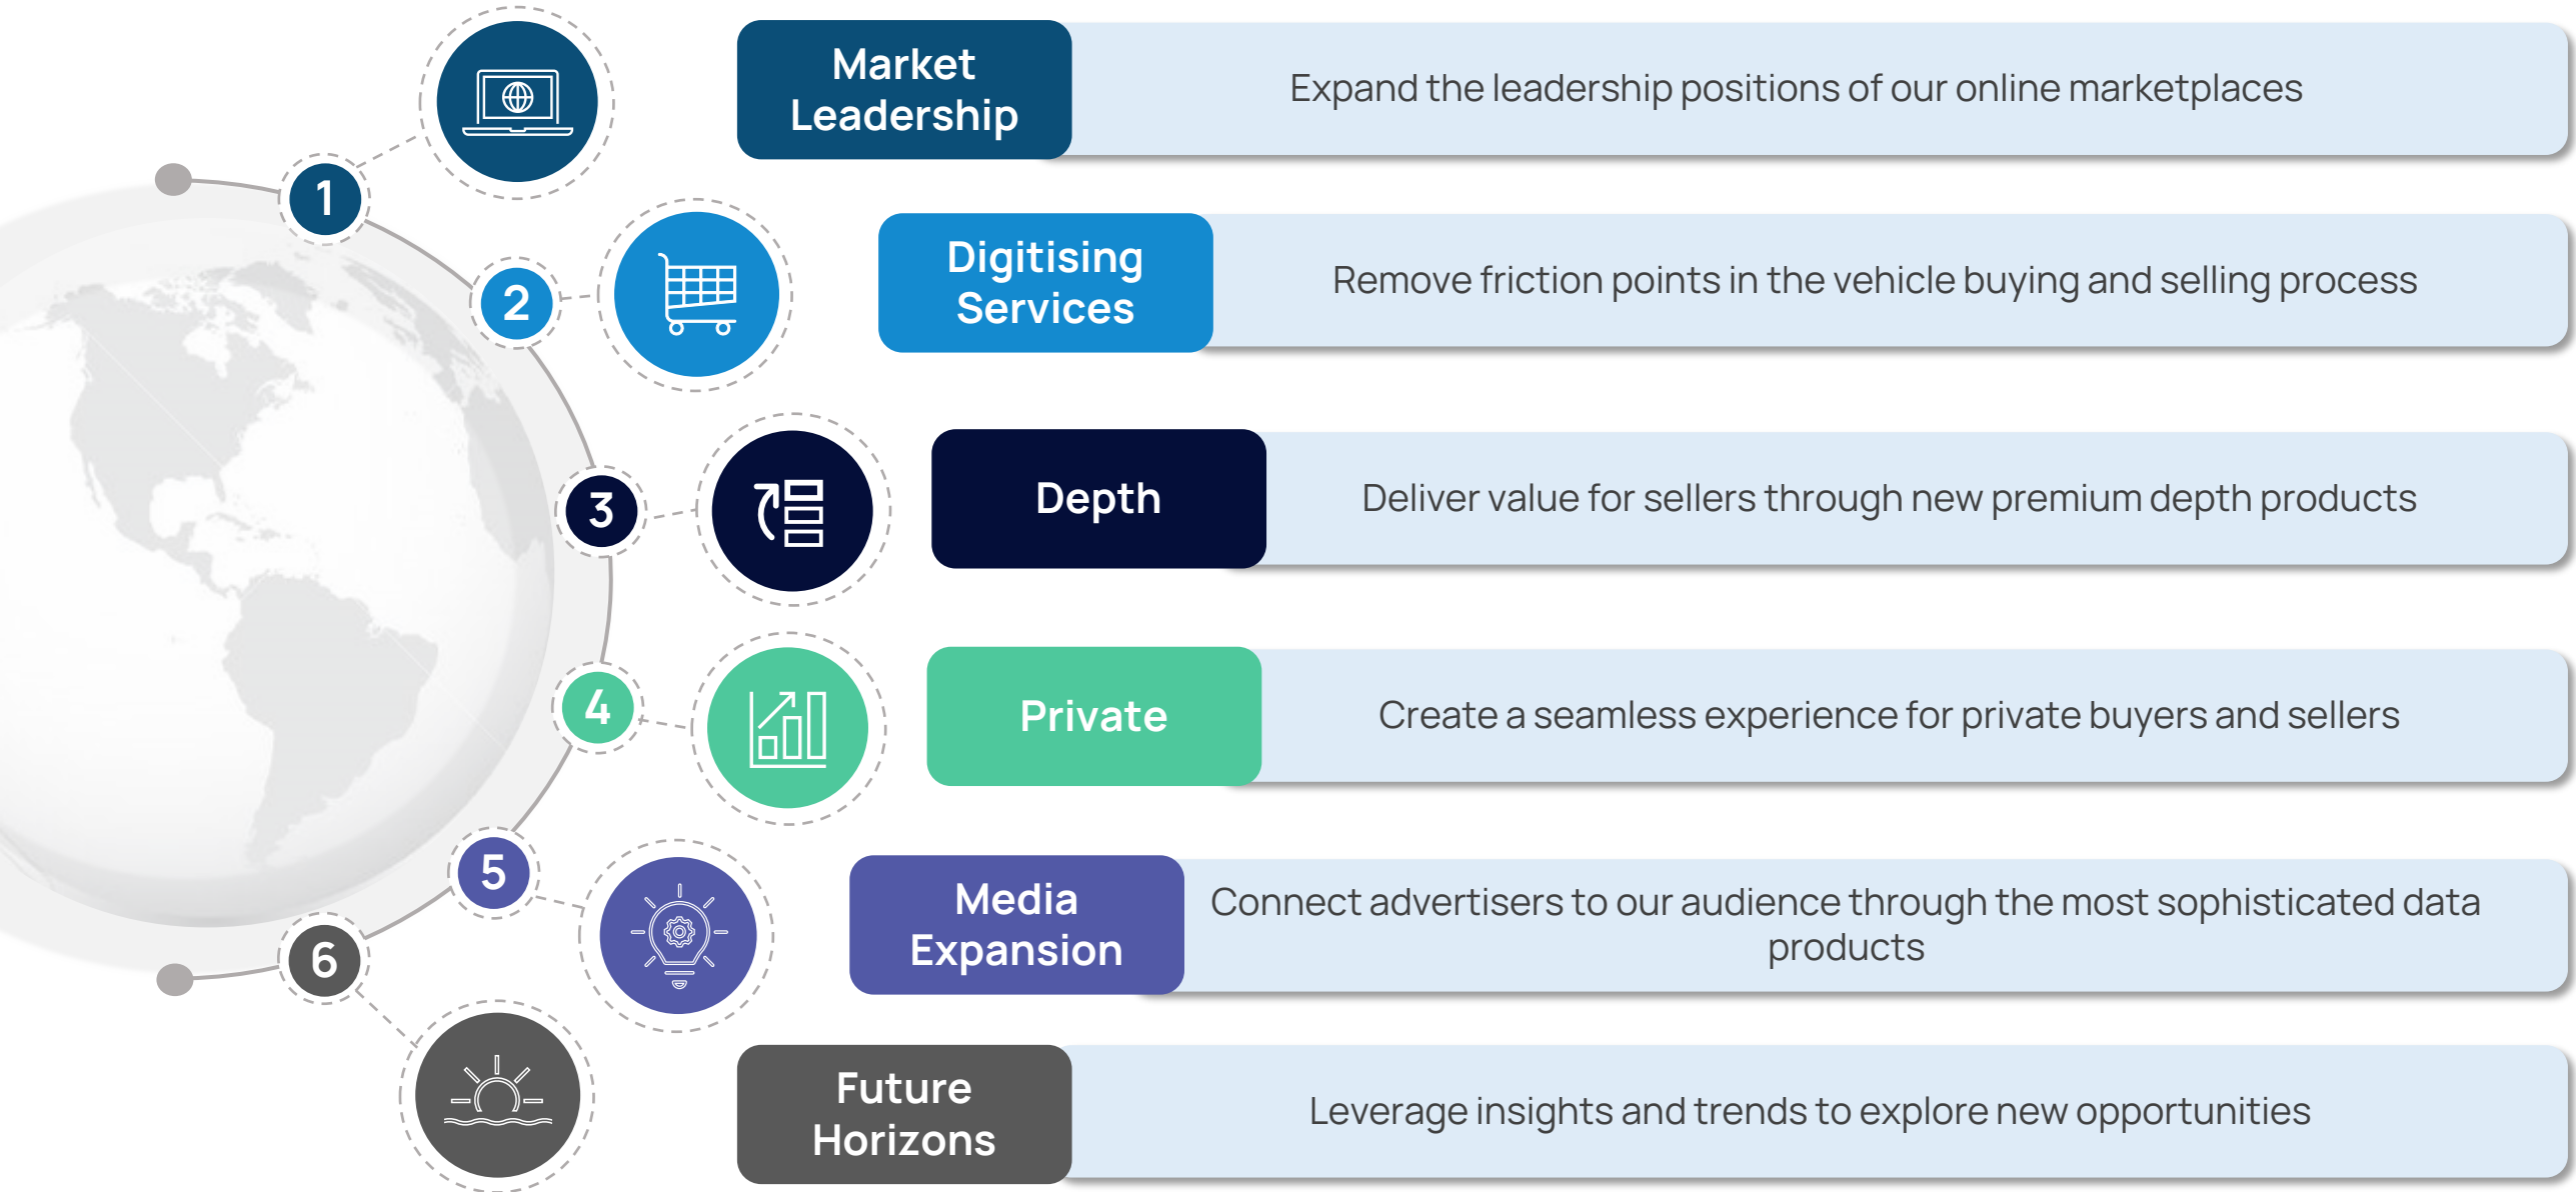 1
Market
Leadership
Expand the leadership positions of our online marketplaces
2
Digitising
Services
Remove friction points in the vehicle buying and selling process
3
Depth
Deliver value for sellers through new premium depth products
4
Private
Create a seamless experience for private buyers and sellers
5
Media
Expansion
Connect advertisers to our audience through the most sophisticated data
products
6
Future
Horizons
Leverage insights and trends to explore new opportunities